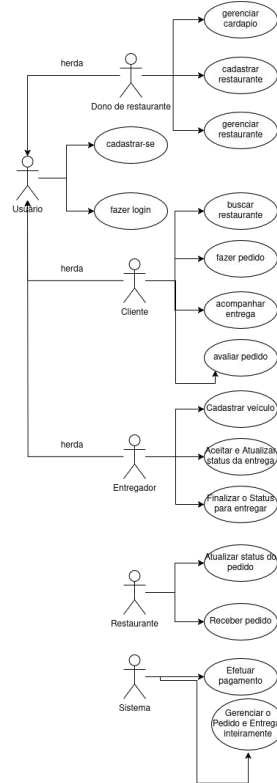 gerenciar
cardapio
herda
cadastrar
restaurante
Dono de restaurante
gerenciar
restaurante
cadastrar-se
Usuário
fazer login
buscar
restaurante
fazer pedido
herda
acompanhar
entrega
Cliente
avaliar pedido
Cadastrar veículo
herda
Aceitar e Atualizar
status da entrega
Entregador
Finalizar o Status
para entregar
Atualizar status do
pedido
Restaurante
Receber pedido
Efetuar
pagamento
Sistema
Gerenciar o
Pedido e Entrega
inteiramente